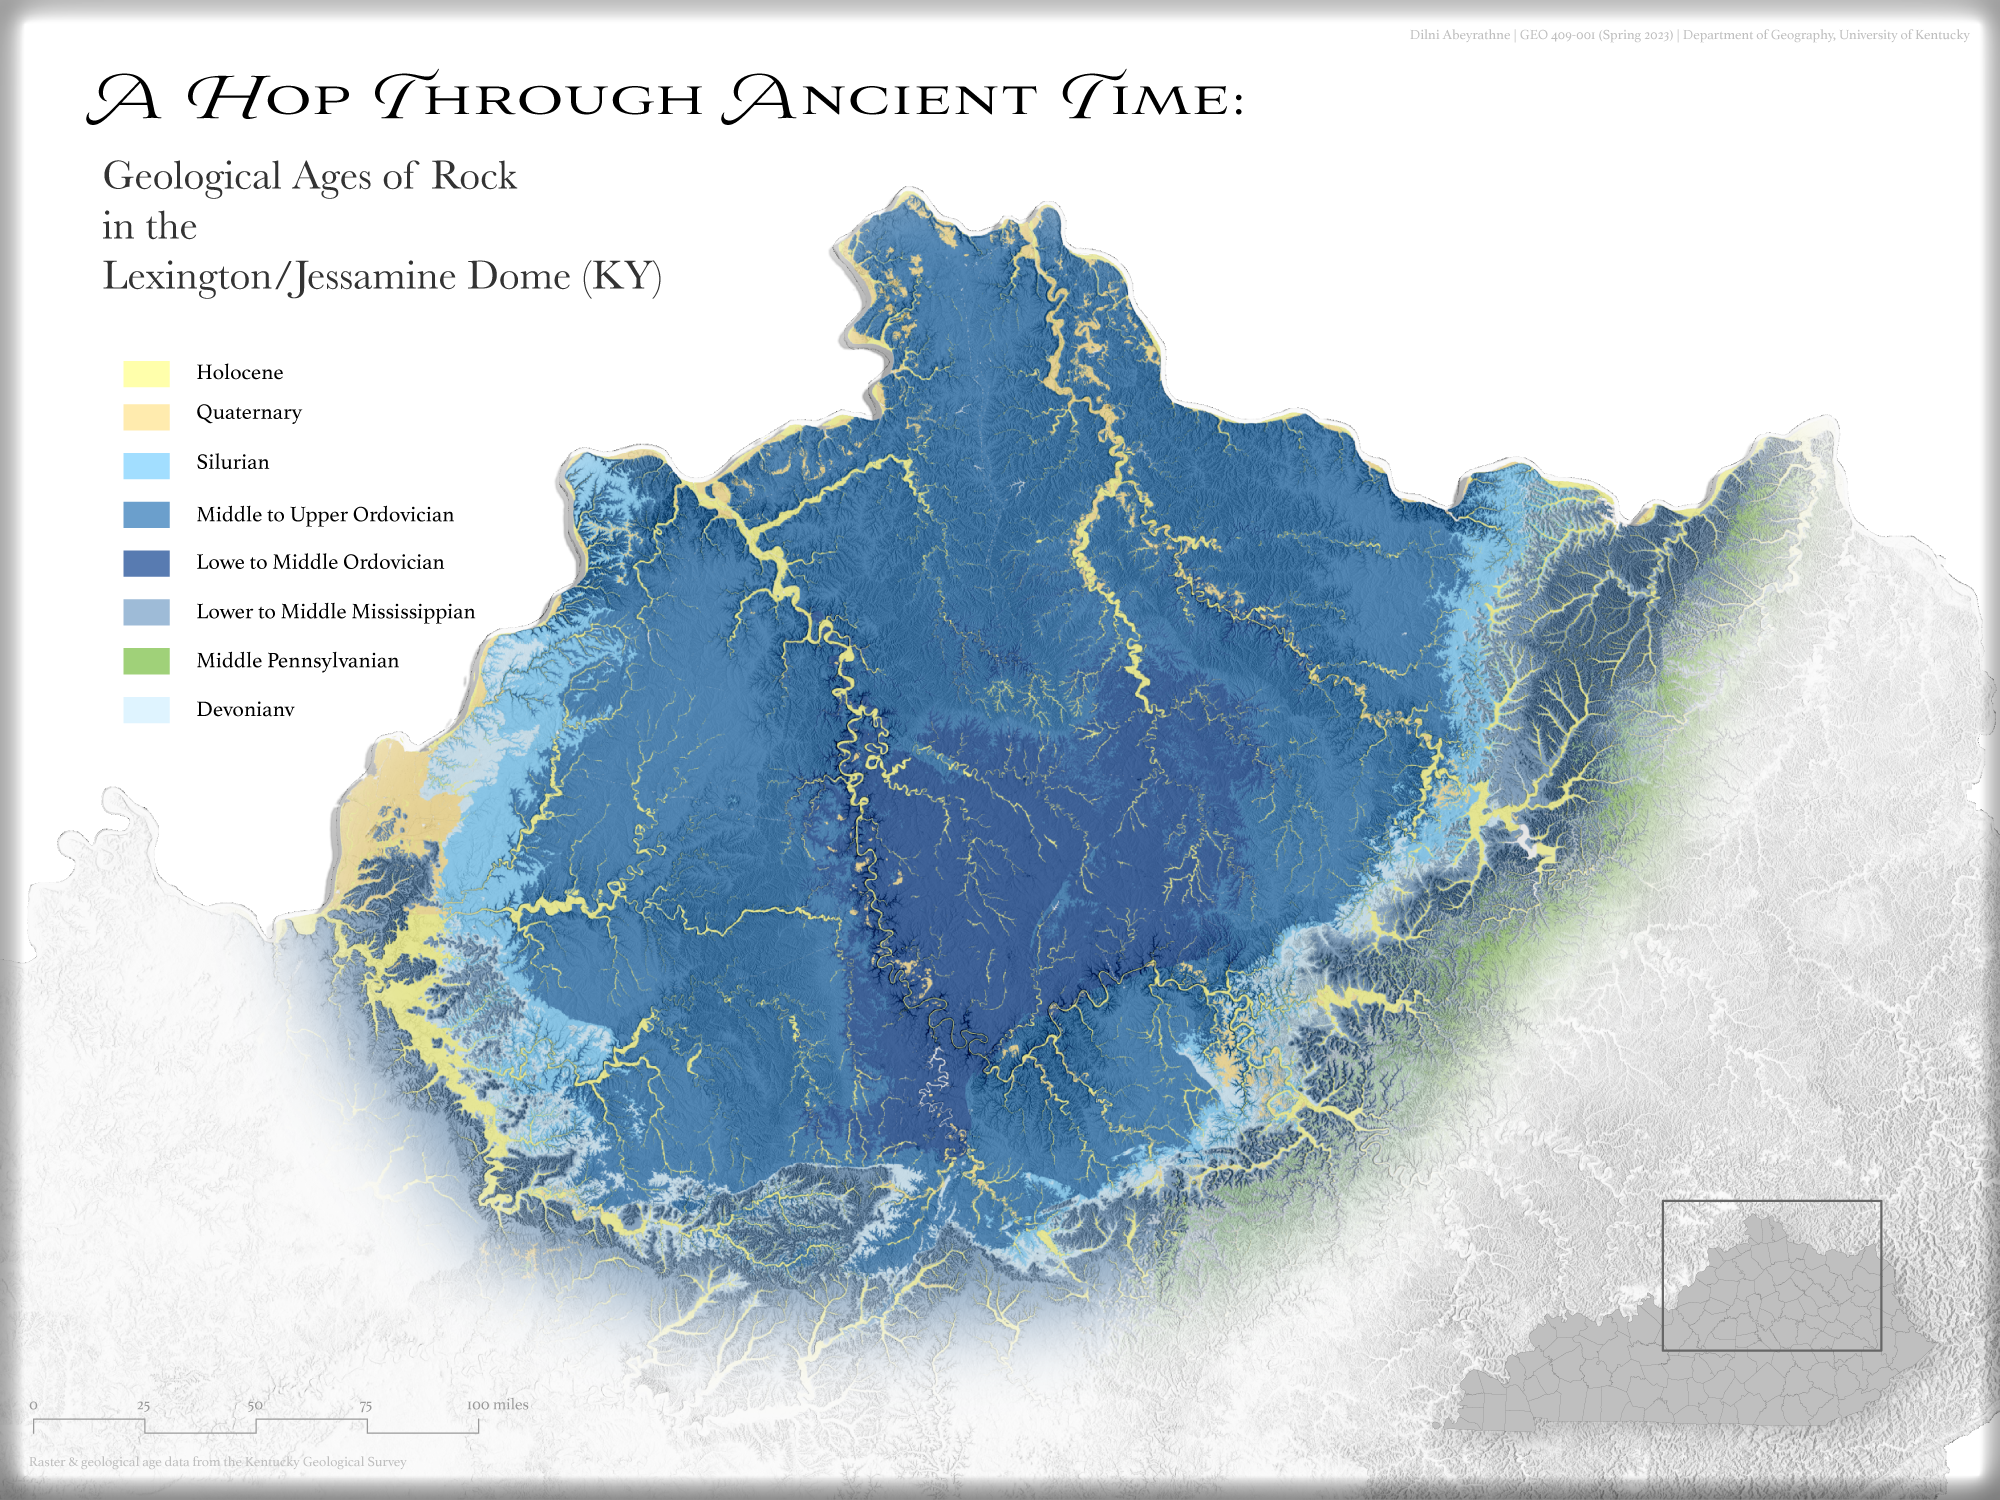 Dilni Abeyrathne | GEO 409-001 (Spring 2023) | Department of Geography, University of Kentucky
A Hop Through Ancient Time:
Geological Ages of Rock
in the
Lexington/Jessamine Dome (KY)
Holocene
Quaternary
Silurian
Middle to Upper Ordovician
Lowe to Middle Ordovician
Lower to Middle Mississippian
Middle Pennsylvanian
Devonianv
0 25 50 75 100 miles
Raster & geological age data from the Kentucky Geological Survey